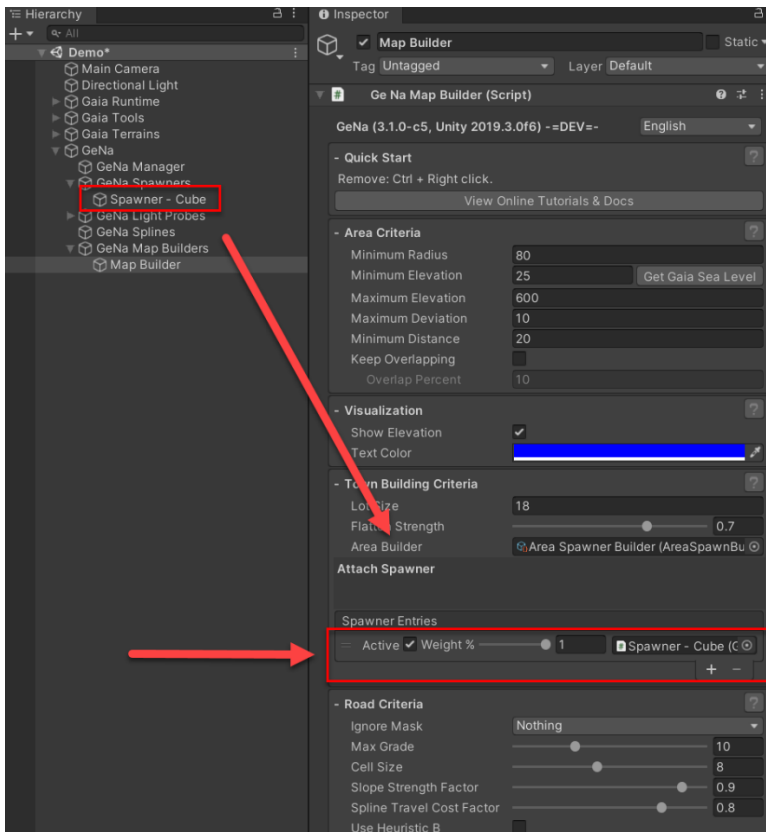 Hierarchy
All
Demo*
Main Camera
Directional Light
Gaia Runtime
Gaia Tools
Gaia Terrains
GeNa
GeNa Manager
GeNa Spawners
Spawner - Cube
GeNa Light Probes
GeNa Splines
GeNa Map Builders
Map Builder
Inspector
Map Builder
Static
Tag Untagged Layer Default
Ge Na Map Builder (Script)
GeNa (3.1.0-c5, Unity 2019.3.0f6) -=DEV=- English
- Quick Start
Remove: Ctrl + Right click.
View Online Tutorials & Docs
- Area Criteria
Minimum Radius 80
Minimum Elevation 25 Get Gaia Sea Level
Maximum Elevation 600
Maximum Deviation 10
Minimum Distance 20
Keep Overlapping
Overlap Percent 10
- Visualization
Show Elevation
Text Color
- Town Building Criteria
Lot Size 18
Flatten Strength 0.7
Area Builder Area Spawner Builder (AreaSpawnBu
Attach Spawner
Spawner Entries
= Active Weight % 1 Spawner - Cube (G
+ -
- Road Criteria
Ignore Mask Nothing
Max Grade 10
Cell Size 8
Slope Strength Factor 0.9
Spline Travel Cost Factor 0.8
Use Heuristic B